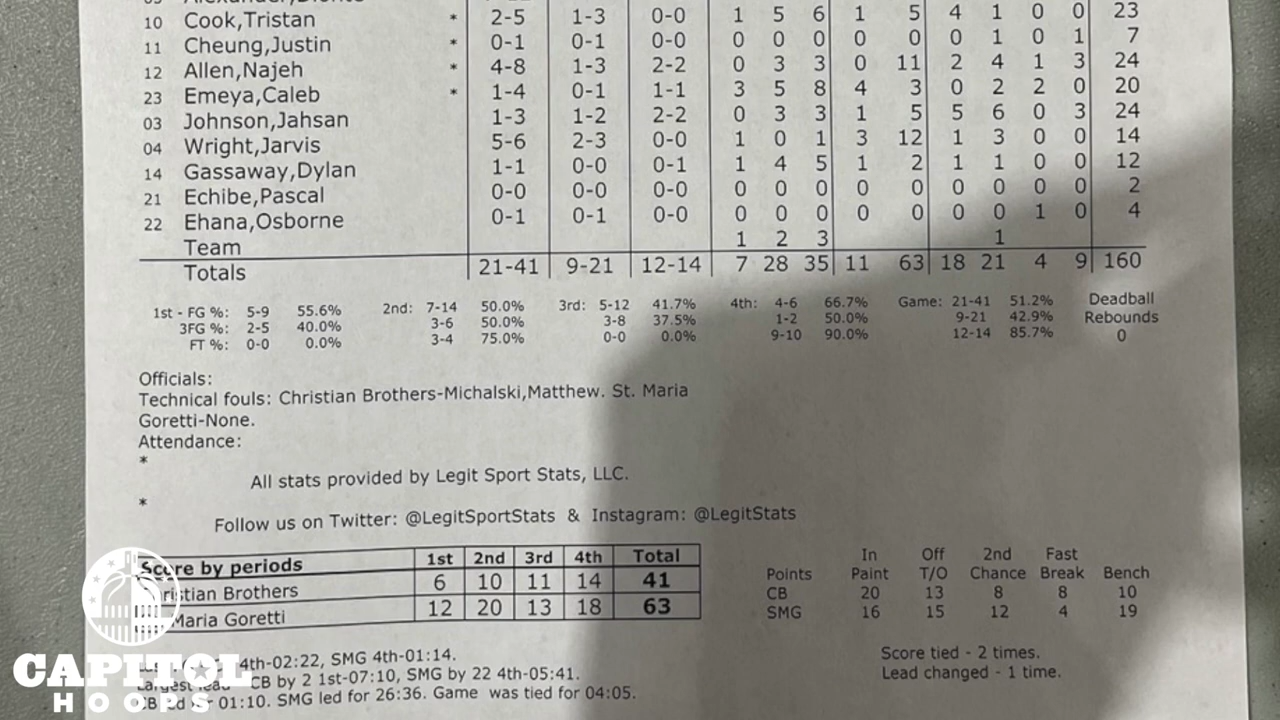 10 Cook,Tristan * 2-5 1-3 0-0 1 5 6 1 5 4 1 0 0 23
11 Cheung,Justin * 0-1 0-1 0-0 0 0 0 0 0 0 1 0 1 7
12 Allen,Najeh * 4-8 1-3 2-2 0 3 3 0 11 2 4 1 3 24
23 Emeya,Caleb * 1-4 0-1 1-1 3 5 8 4 3 0 2 2 0 20
03 Johnson,Jahsan 1-3 1-2 2-2 0 3 3 1 5 5 6 0 3 24
04 Wright,Jarvis 5-6 2-3 0-0 1 0 1 3 12 1 3 0 0 14
14 Gassaway,Dylan 1-1 0-0 0-1 1 4 5 1 2 1 1 0 0 12
21 Echibe,Pascal 0-0 0-0 0-0 0 0 0 0 0 0 0 0 0 2
22 Ehana,Osborne 0-1 0-1 0-0 0 0 0 0 0 0 0 1 0 4
Team 1 2 3 1
Totals 21-41 9-21 12-14 7 28 35 11 63 18 21 4 9 160
1st - FG %: 5-9 55.6% 2nd: 7-14 50.0% 3rd: 5-12 41.7% 4th: 4-6 66.7% Game: 21-41 51.2% Deadball
3FG %: 2-5 40.0% 3-6 50.0% 3-8 37.5% 1-2 50.0% 9-21 42.9% Rebounds
FT %: 0-0 0.0% 3-4 75.0% 0-0 0.0% 9-10 90.0% 12-14 85.7% 0
Officials:
Technical fouls: Christian Brothers-Michalski,Matthew. St. Maria
Goretti-None.
Attendance:
*
All stats provided by Legit Sport Stats, LLC.
*
Follow us on Twitter: @LegitSportStats & Instagram: @LegitStats
Score by periods 1st 2nd 3rd 4th Total
Brothers 6 10 11 14 41
Maria Goretti 12 20 13 18 63
In Off 2nd Fast
Points Paint T/O Chance Break Bench
CB 20 13 8 8 10
SMG 16 15 12 4 19
4th-02:22, SMG 4th-01:14.
Largest lead CB by 2 1st-07:10, SMG by 22 4th-05:41.
01:10. SMG led for 26:36. Game was tied for 04:05.
Score tied - 2 times.
Lead changed - 1 time.
CAPITOL
HOOPS